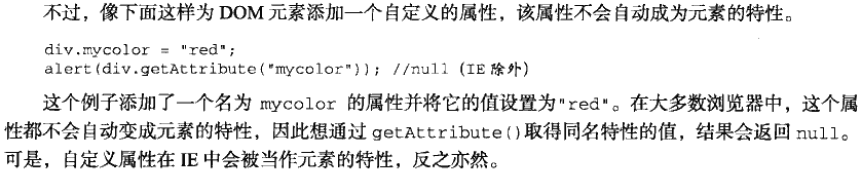 不过，像下面这样为 DOM 元素添加一个自定义的属性，该属性不会自动成为元素的特性。
div.mycolor = "red";
alert(div.getAttribute("mycolor")); //null (IE 除外)
这个例子添加了一个名为 mycolor 的属性并将它的值设置为"red"。在大多数浏览器中，这个属
性都不会自动变成元素的特性，因此想通过 getAttribute()取得同名特性的值，结果会返回 null。
可是，自定义属性在 IE 中会被当作元素的特性，反之亦然。